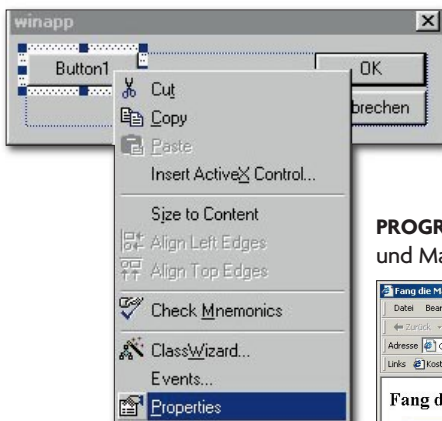 winapp
Button1
OK
brechen
Cut
Copy
Paste
Insert ActiveX Control...
Size to Content
Align Left Edges
Align Top Edges
Check Mnemonics
ClassWizard...
Events...
Properties
PROGR
und Ma
Fang die M
Datei Bear
Zurück
Adresse
Links Kost
Fang d